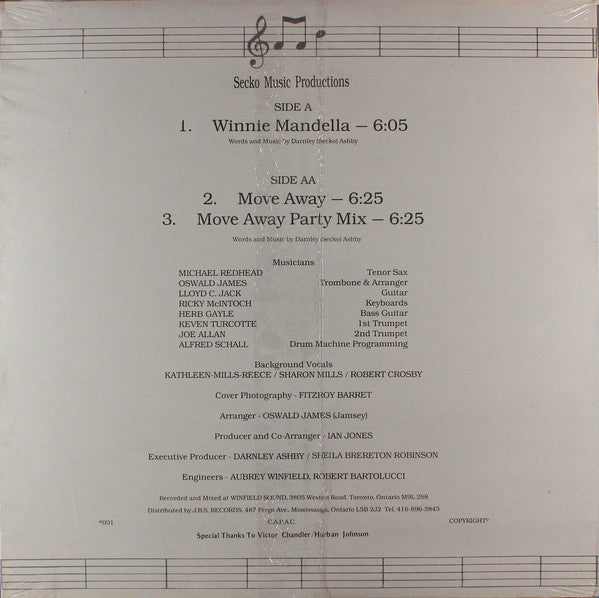 Secko Music Productions
SIDE A
1. Winnie Mandella — 6:05
Words and Music by Darnley (Secko) Ashby
SIDE AA
2. Move Away — 6:25
3. Move Away Party Mix — 6:25
Words and Music by Darnley (Secko) Ashby
Musicians
MICHAEL REDHEAD Tenor Sax
OSWALD JAMES Trombone & Arranger
LLOYD C. JACK Guitar
RICKY McINTOCH Keyboards
HERB GAYLE Bass Guitar
KEVEN TURCOTTE 1st Trumpet
JOE ALLAN 2nd Trumpet
ALFRED SCHALL Drum Machine Programming
Background Vocals
KATHLEEN-MILLS-REECE / SHARON MILLS / ROBERT CROSBY
Cover Photography - FITZROY BARRET
Arranger - OSWALD JAMES (Jamsey)
Producer and Co-Arranger - IAN JONES
Executive Producer - DARNLEY ASHBY / SHEILA BRERETON ROBINSON
Engineers - AUBREY WINFIELD, ROBERT BARTOLUCCI
Recorded and Mixed at WINFIELD SOUND, 3805 Weston Road, Toronto, Ontario M9L 2S8
Distributed by J.B.S. RECORDS, 487 Fergo Ave., Mississauga, Ontario L5B 2J2 Tel. 416-896-3845
#001 C.A.P.A.C. COPYRIGHT©
Special Thanks To Victor Chandler/Hurban Johnson